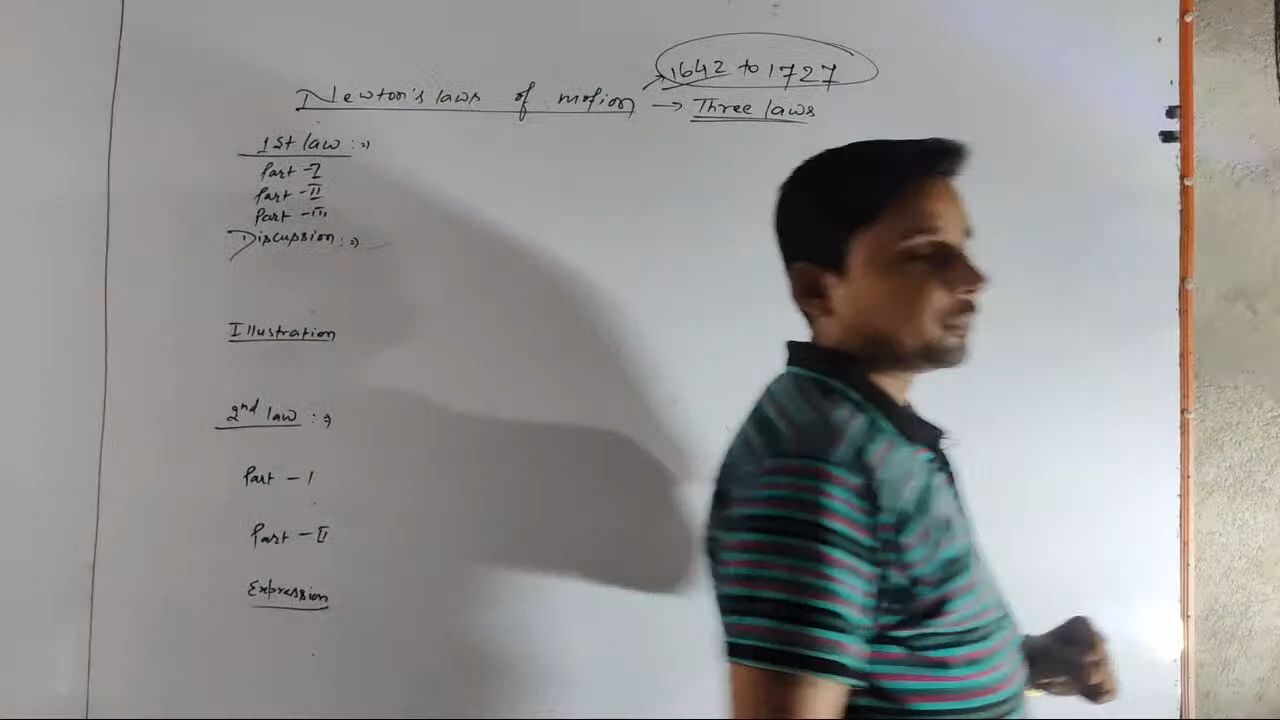 1642 to 1727
Newton's laws of motion → Three laws
1st law :⇒
Part - I
Part - II
Part - III
Discussion :⇒
Illustration
2nd law :⇒
Part - I
Part - II
Expression